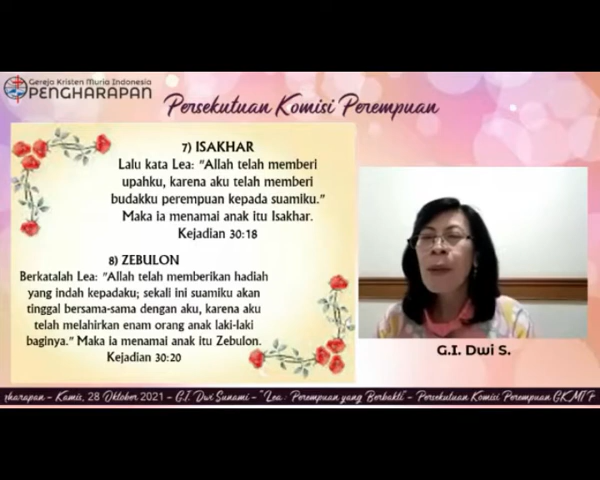 Gereja Kristen Muria Indonesia
PENGHARAPAN
Persekutuan Komisi Perempuan
7) ISAKHAR
Lalu kata Lea: "Allah telah memberi
upahku, karena aku telah memberi
budakku perempuan kepada suamiku."
Maka ia menamai anak itu Isakhar.
Kejadian 30:18
8) ZEBULON
Berkatalah Lea: "Allah telah memberikan hadiah
yang indah kepadaku; sekali ini suamiku akan
tinggal bersama-sama dengan aku, karena aku
telah melahirkan enam orang anak laki-laki
baginya." Maka ia menamai anak itu Zebulon.
Kejadian 30:20
G.I. Dwi S.
gharapan - Kamis, 28 Oktober 2021 - G.I. Dwi Sunami - "Lea : Perempuan yang Berbakti" - Persekutuan Komisi Perempuan GKMI P